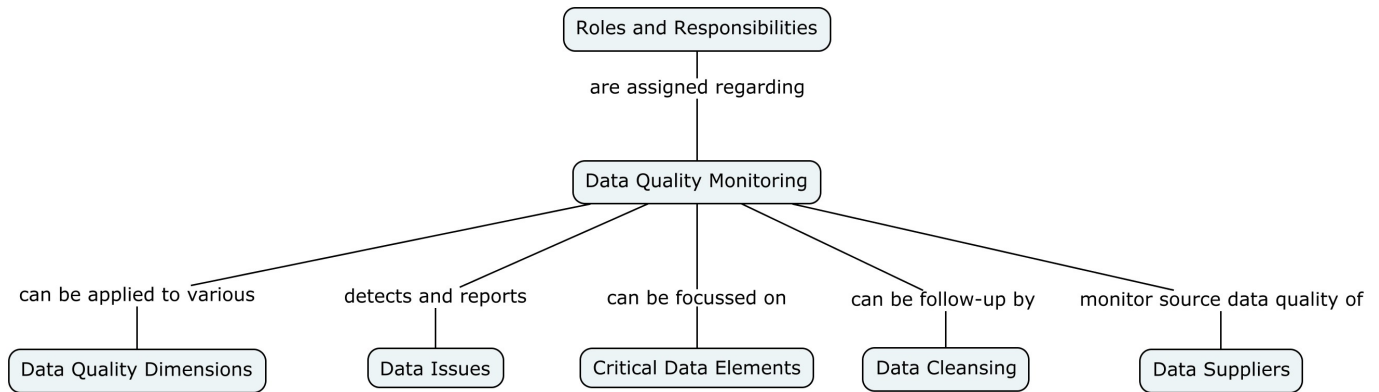 Roles and Responsibilities
are assigned regarding
Data Quality Monitoring
can be applied to various
detects and reports
can be focussed on
can be follow-up by
monitor source data quality of
Data Quality Dimensions
Data Issues
Critical Data Elements
Data Cleansing
Data Suppliers